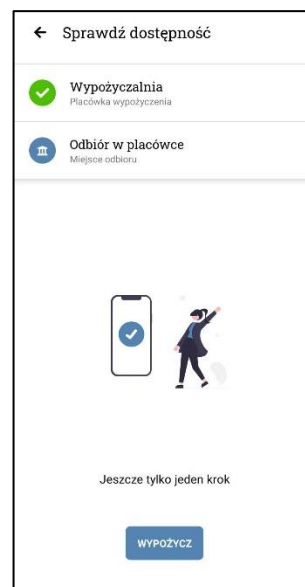 Sprawdź dostępność
Wypożyczalnia
Placówka wypożyczenia
Odbiór w placówce
Miejsce odbioru
Jeszcze tylko jeden krok
WYPOŻYCZ